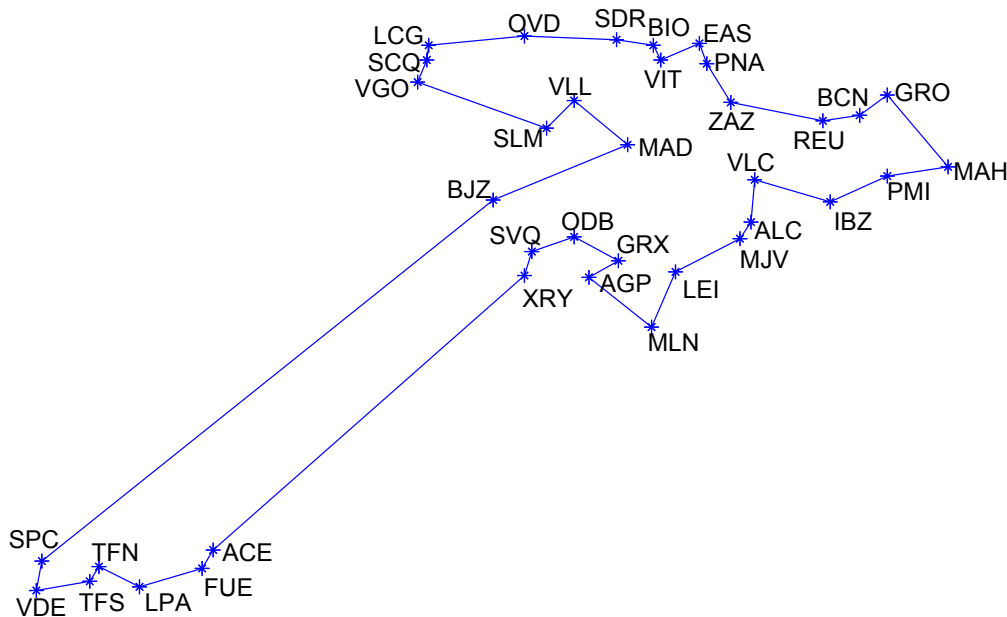 OVD
SDR
BIO
EAS
LCG
SCQ
VIT
PNA
VGO
VLL
GRO
BCN
ZAZ
SLM
REU
MAD
VLC
MAH
BJZ
PMI
ODB
IBZ
SVQ
ALC
GRX
MJV
AGP
LEI
XRY
MLN
SPC
TFN
ACE
FUE
VDE
TFS
LPA